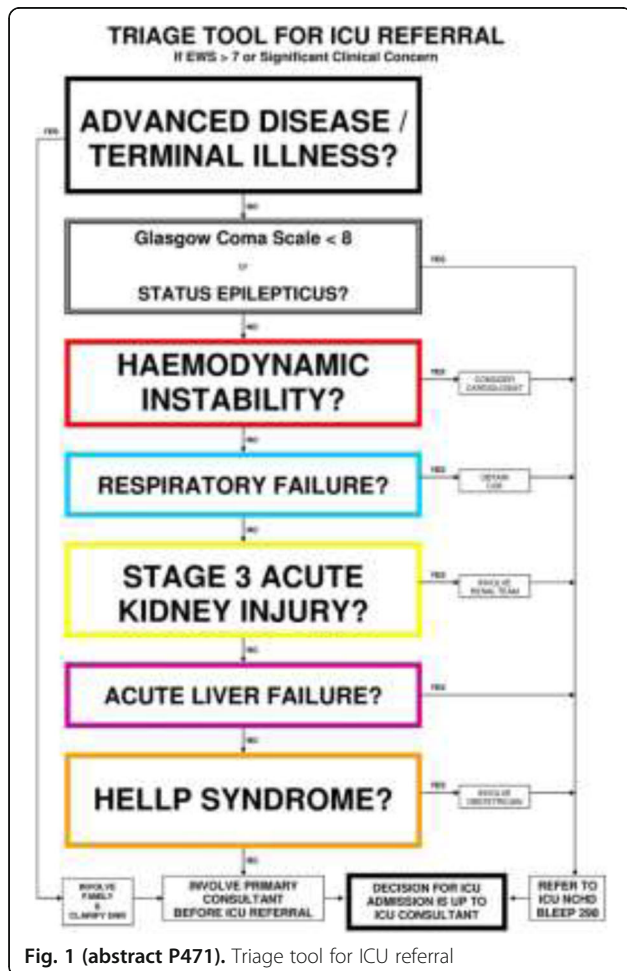 TRIAGE TOOL FOR ICU REFERRAL
If EWS > 7 or Significant Clinical Concern
YES
ADVANCED DISEASE /
TERMINAL ILLNESS?
NO
Glasgow Coma Scale < 8
or
STATUS EPILEPTICUS?
YES
NO
HAEMODYNAMIC
INSTABILITY?
YES
CONSIDER
CARDIOLOGIST
NO
RESPIRATORY FAILURE?
YES
OBTAIN
NO
STAGE 3 ACUTE
KIDNEY INJURY?
YES
INVOLVE
RENAL TEAM
NO
ACUTE LIVER FAILURE?
YES
NO
HELLP SYNDROME?
YES
INVOLVE
OBSTETRICIAN
NO
INVOLVE
FAMILY
&
CLARIFY DNR
INVOLVE PRIMARY
CONSULTANT
BEFORE ICU REFERRAL
DECISION FOR ICU
ADMISSION IS UP TO
ICU CONSULTANT
REFER TO
ICU NCHD
BLEEP 290
Fig. 1 (abstract P471). Triage tool for ICU referral